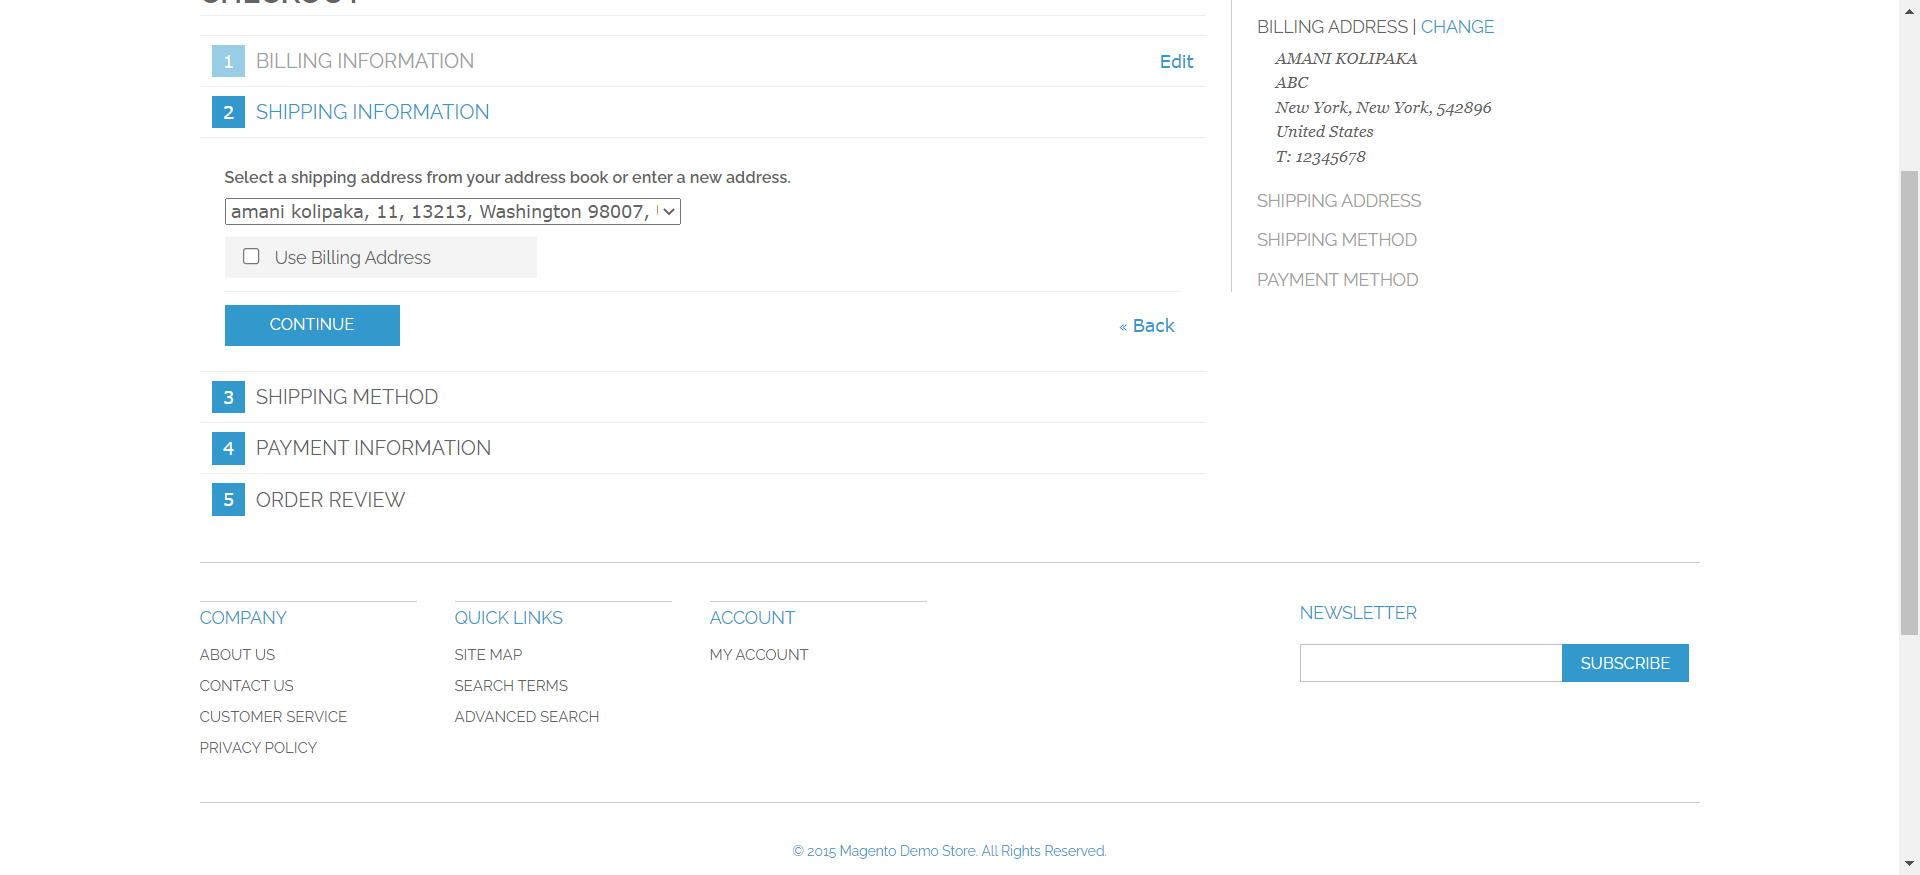 CHECKOUT
1 BILLING INFORMATION Edit
2 SHIPPING INFORMATION
Select a shipping address from your address book or enter a new address.
amani kolipaka, 11, 13213, Washington 98007,
Use Billing Address
CONTINUE « Back
3 SHIPPING METHOD
4 PAYMENT INFORMATION
5 ORDER REVIEW
BILLING ADDRESS | CHANGE
AMANI KOLIPAKA
ABC
New York, New York, 542896
United States
T: 12345678
SHIPPING ADDRESS
SHIPPING METHOD
PAYMENT METHOD
COMPANY
ABOUT US
CONTACT US
CUSTOMER SERVICE
PRIVACY POLICY
QUICK LINKS
SITE MAP
SEARCH TERMS
ADVANCED SEARCH
ACCOUNT
MY ACCOUNT
NEWSLETTER
SUBSCRIBE
© 2015 Magento Demo Store. All Rights Reserved.